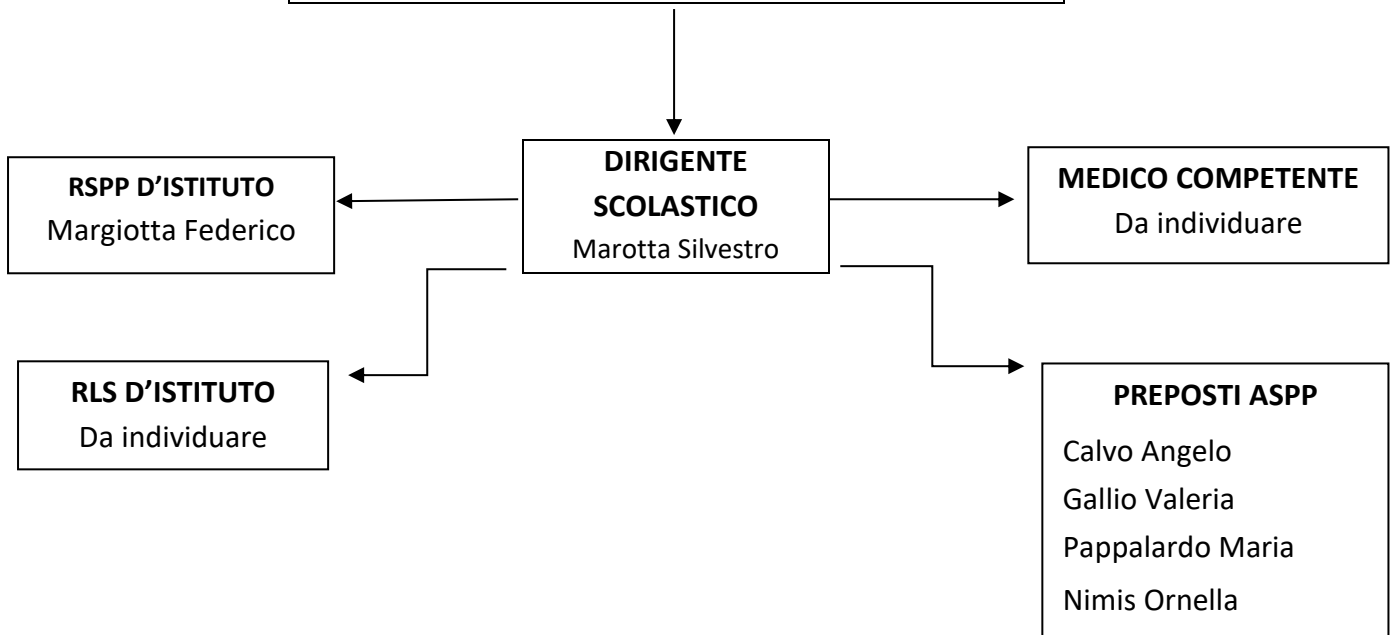 DIRIGENTE
SCOLASTICO
Marotta Silvestro
RSPP D’ISTITUTO
Margiotta Federico
MEDICO COMPETENTE
Da individuare
RLS D’ISTITUTO
Da individuare
PREPOSTI ASPP
Calvo Angelo
Gallio Valeria
Pappalardo Maria
Nimis Ornella